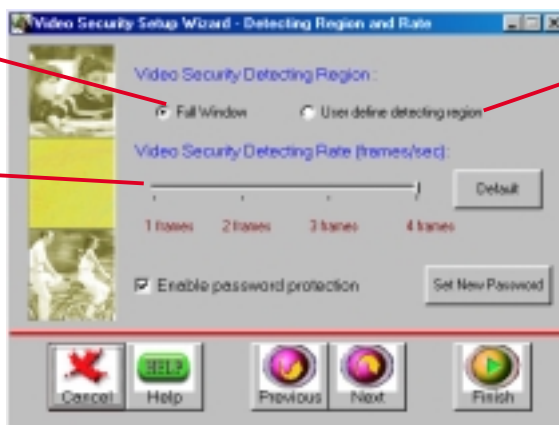 Video Security Setup Wizard - Detecting Region and Rate
Video Security Detecting Region :
Full Window
User define detecting region
Video Security Detecting Rate (frames/sec):
Default
1 frames 2 frames 3 frames 4 frames
Enable password protection
Set New Password
HELP
Cancel Help Previous Next Finish